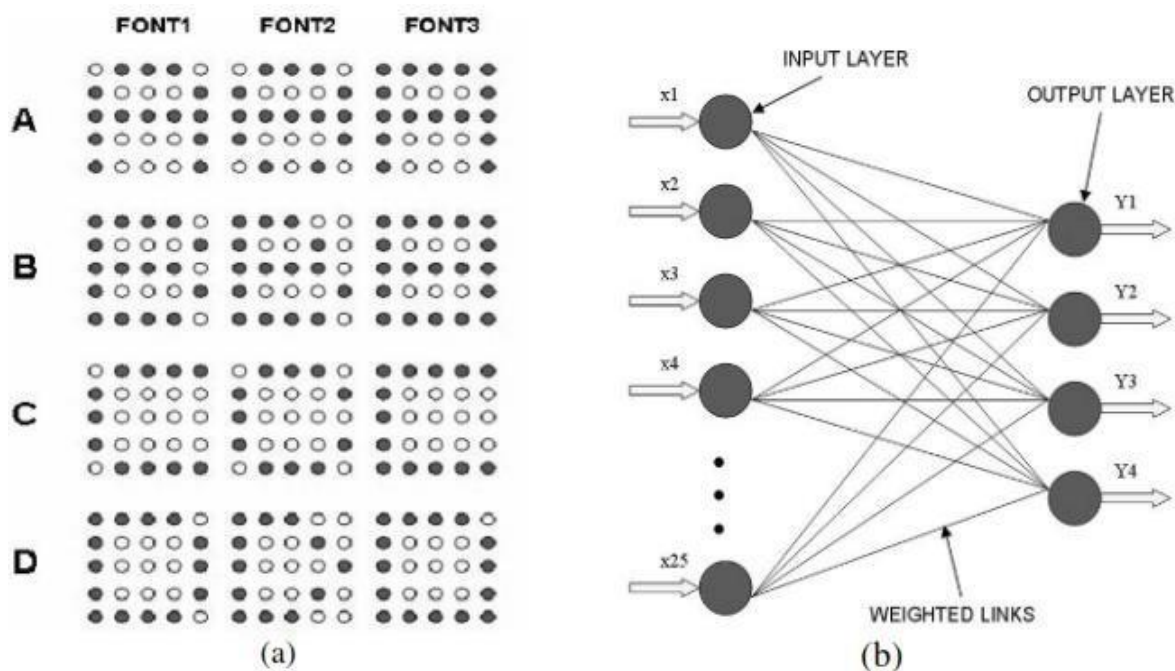 FONT1 FONT2 FONT3
A
B
C
D
(a)
INPUT LAYER
OUTPUT LAYER
x1
x2
x3
x4
x25
Y1
Y2
Y3
Y4
WEIGHTED LINKS
(b)